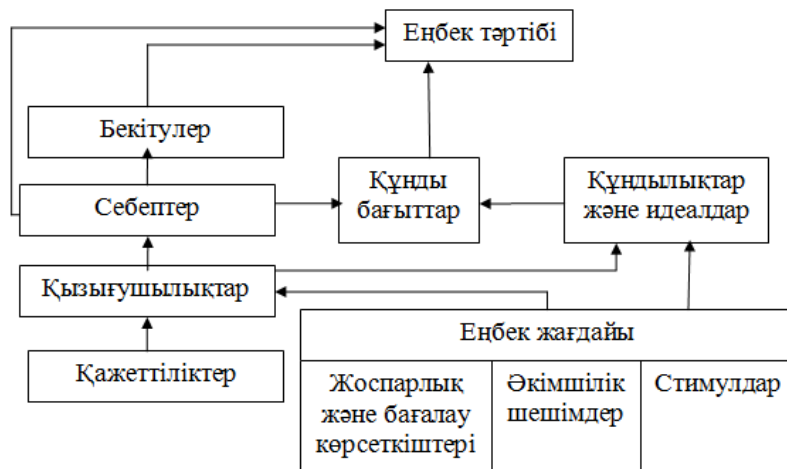 Еңбек тәртібі
Бекітулер
Себептер
Құнды
бағыттар
Құндылықтар
және идеалдар
Қызығушылықтар
Қажеттіліктер
Еңбек жағдайы
Жоспарлық
және бағалау
көрсеткіштері
Әкімшілік
шешімдер
Стимулдар